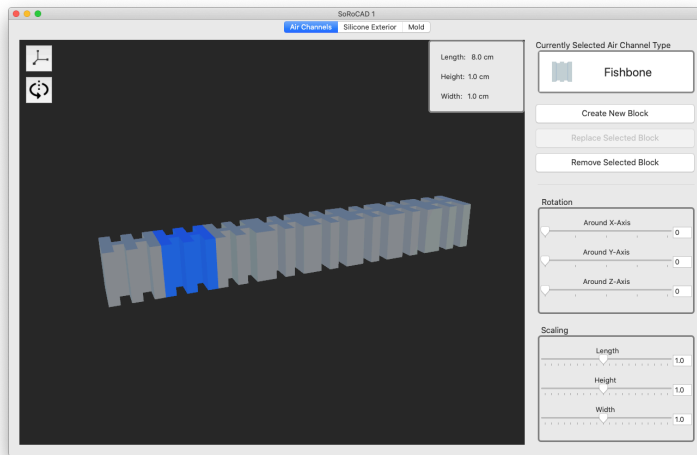 SoRoCAD 1
Air Channels Silicone Exterior Mold
Length: 8.0 cm
Height: 1.0 cm
Width: 1.0 cm
Currently Selected Air Channel Type
Fishbone
Create New Block
Replace Selected Block
Remove Selected Block
Rotation
Around X-Axis
0
Around Y-Axis
0
Around Z-Axis
0
Scaling
Length
1.0
Height
1.0
Width
1.0